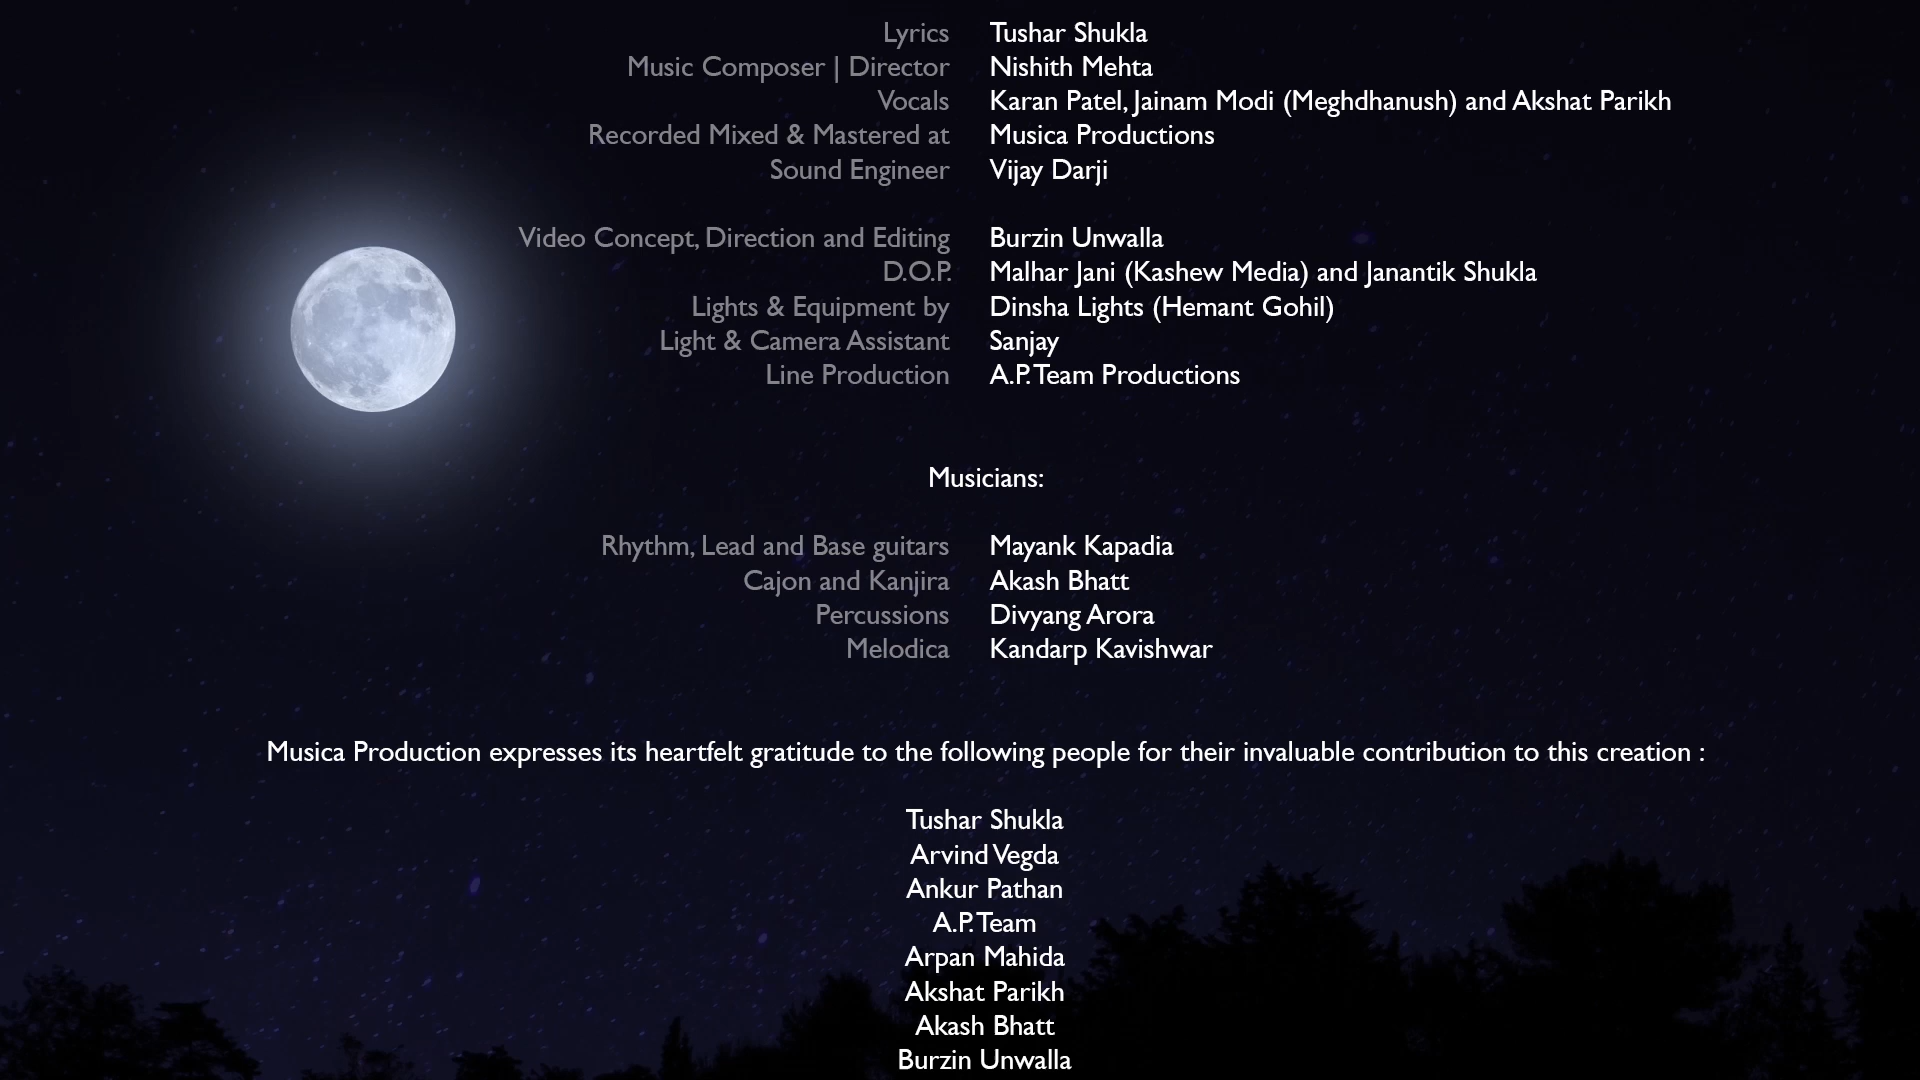 Lyrics Tushar Shukla
Music Composer | Director Nishith Mehta
Vocals Karan Patel, Jainam Modi (Meghdhanush) and Akshat Parikh
Recorded Mixed & Mastered at Musica Productions
Sound Engineer Vijay Darji
Video Concept, Direction and Editing Burzin Unwalla
D.O.P. Malhar Jani (Kashew Media) and Janantik Shukla
Lights & Equipment by Dinsha Lights (Hemant Gohil)
Light & Camera Assistant Sanjay
Line Production A.P. Team Productions
Musicians:
Rhythm, Lead and Base guitars Mayank Kapadia
Cajon and Kanjira Akash Bhatt
Percussions Divyang Arora
Melodica Kandarp Kavishwar
Musica Production expresses its heartfelt gratitude to the following people for their invaluable contribution to this creation :
Tushar Shukla
Arvind Vegda
Ankur Pathan
A.P. Team
Arpan Mahida
Akshat Parikh
Akash Bhatt
Burzin Unwalla